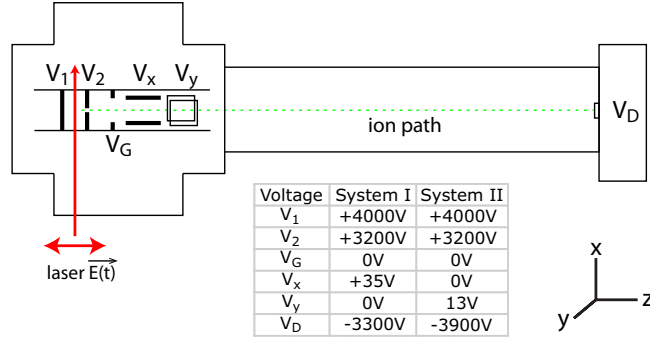 V1 V2 Vx Vy
VG
VD
ion path
laser E(t)
Voltage System I System II
V1 +4000V +4000V
V2 +3200V +3200V
VG 0V 0V
Vx +35V 0V
Vy 0V 13V
VD -3300V -3900V
x
y
z